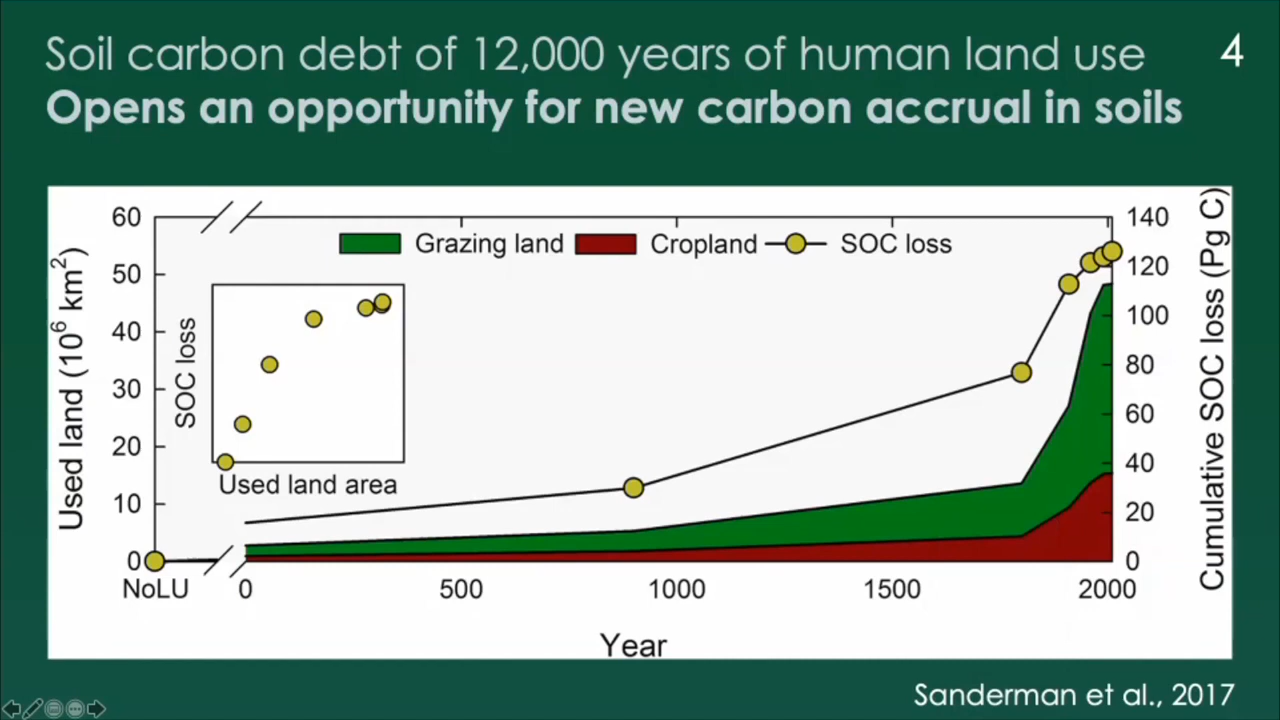 Soil carbon debt of 12,000 years of human land use
4
Opens an opportunity for new carbon accrual in soils
Grazing land
Cropland
SOC loss
Used land (10⁶ km²)
60
50
40
30
20
10
0
SOC loss
Used land area
Cumulative SOC loss (Pg C)
140
120
100
80
60
40
20
0
NoLU
0
500
1000
1500
2000
Year
Sanderman et al., 2017